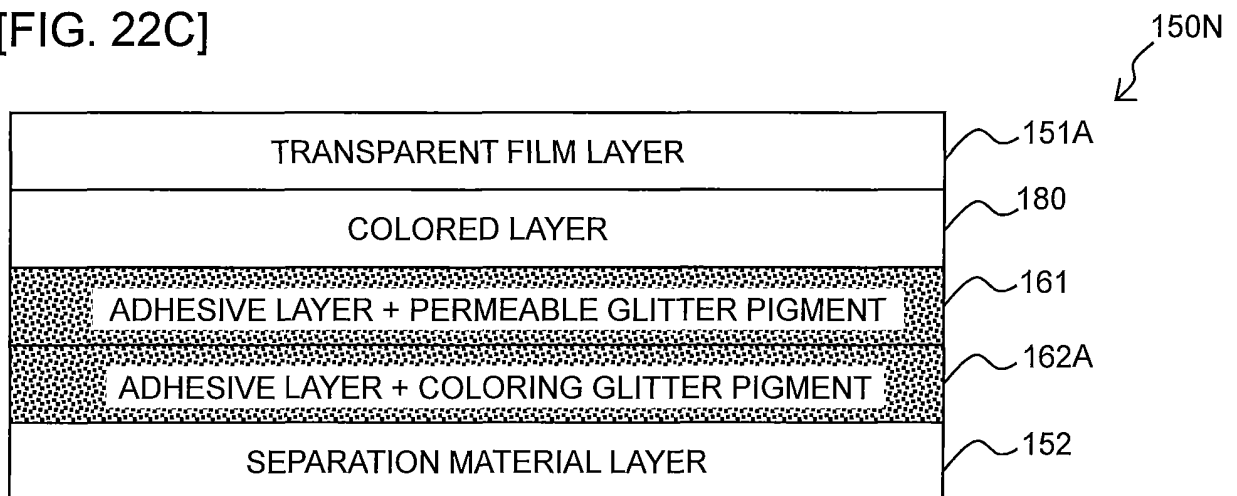 [FIG. 22C]
150N
TRANSPARENT FILM LAYER
151A
COLORED LAYER
180
ADHESIVE LAYER + PERMEABLE GLITTER PIGMENT
161
ADHESIVE LAYER + COLORING GLITTER PIGMENT
162A
SEPARATION MATERIAL LAYER
152